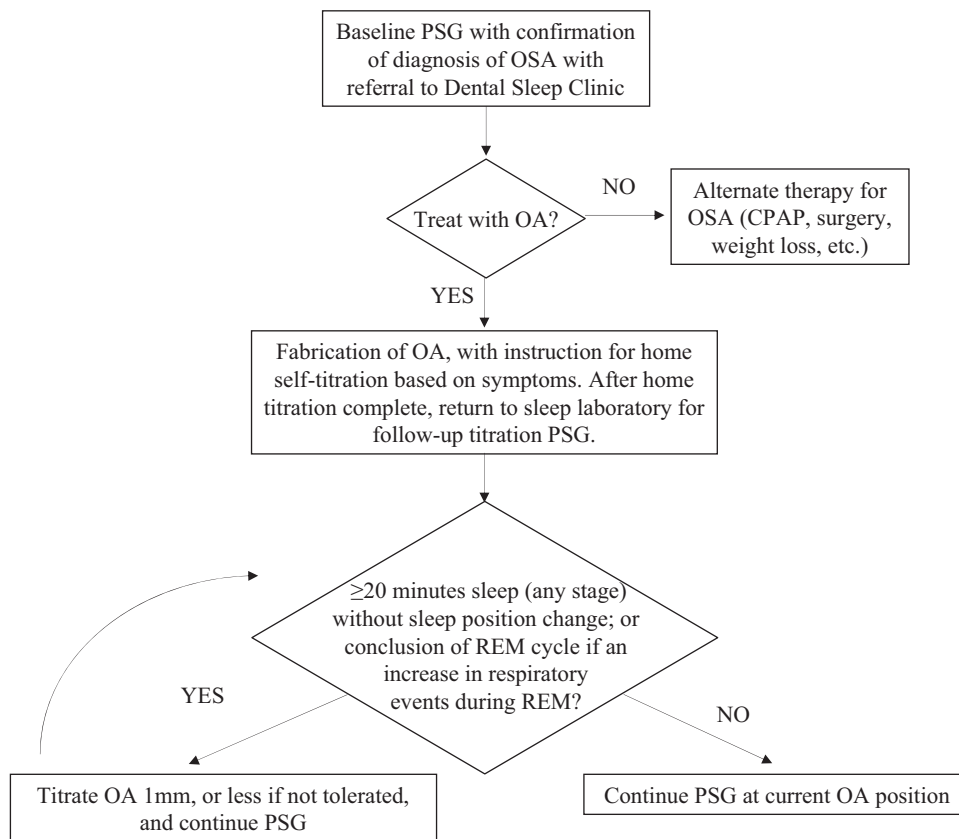 Baseline PSG with confirmation
of diagnosis of OSA with
referral to Dental Sleep Clinic
Treat with OA?
NO
Alternate therapy for
OSA (CPAP, surgery,
weight loss, etc.)
YES
Fabrication of OA, with instruction for home
self-titration based on symptoms. After home
titration complete, return to sleep laboratory for
follow-up titration PSG.
≥20 minutes sleep (any stage)
without sleep position change; or
conclusion of REM cycle if an
increase in respiratory
events during REM?
YES
NO
Titrate OA 1mm, or less if not tolerated,
and continue PSG
Continue PSG at current OA position